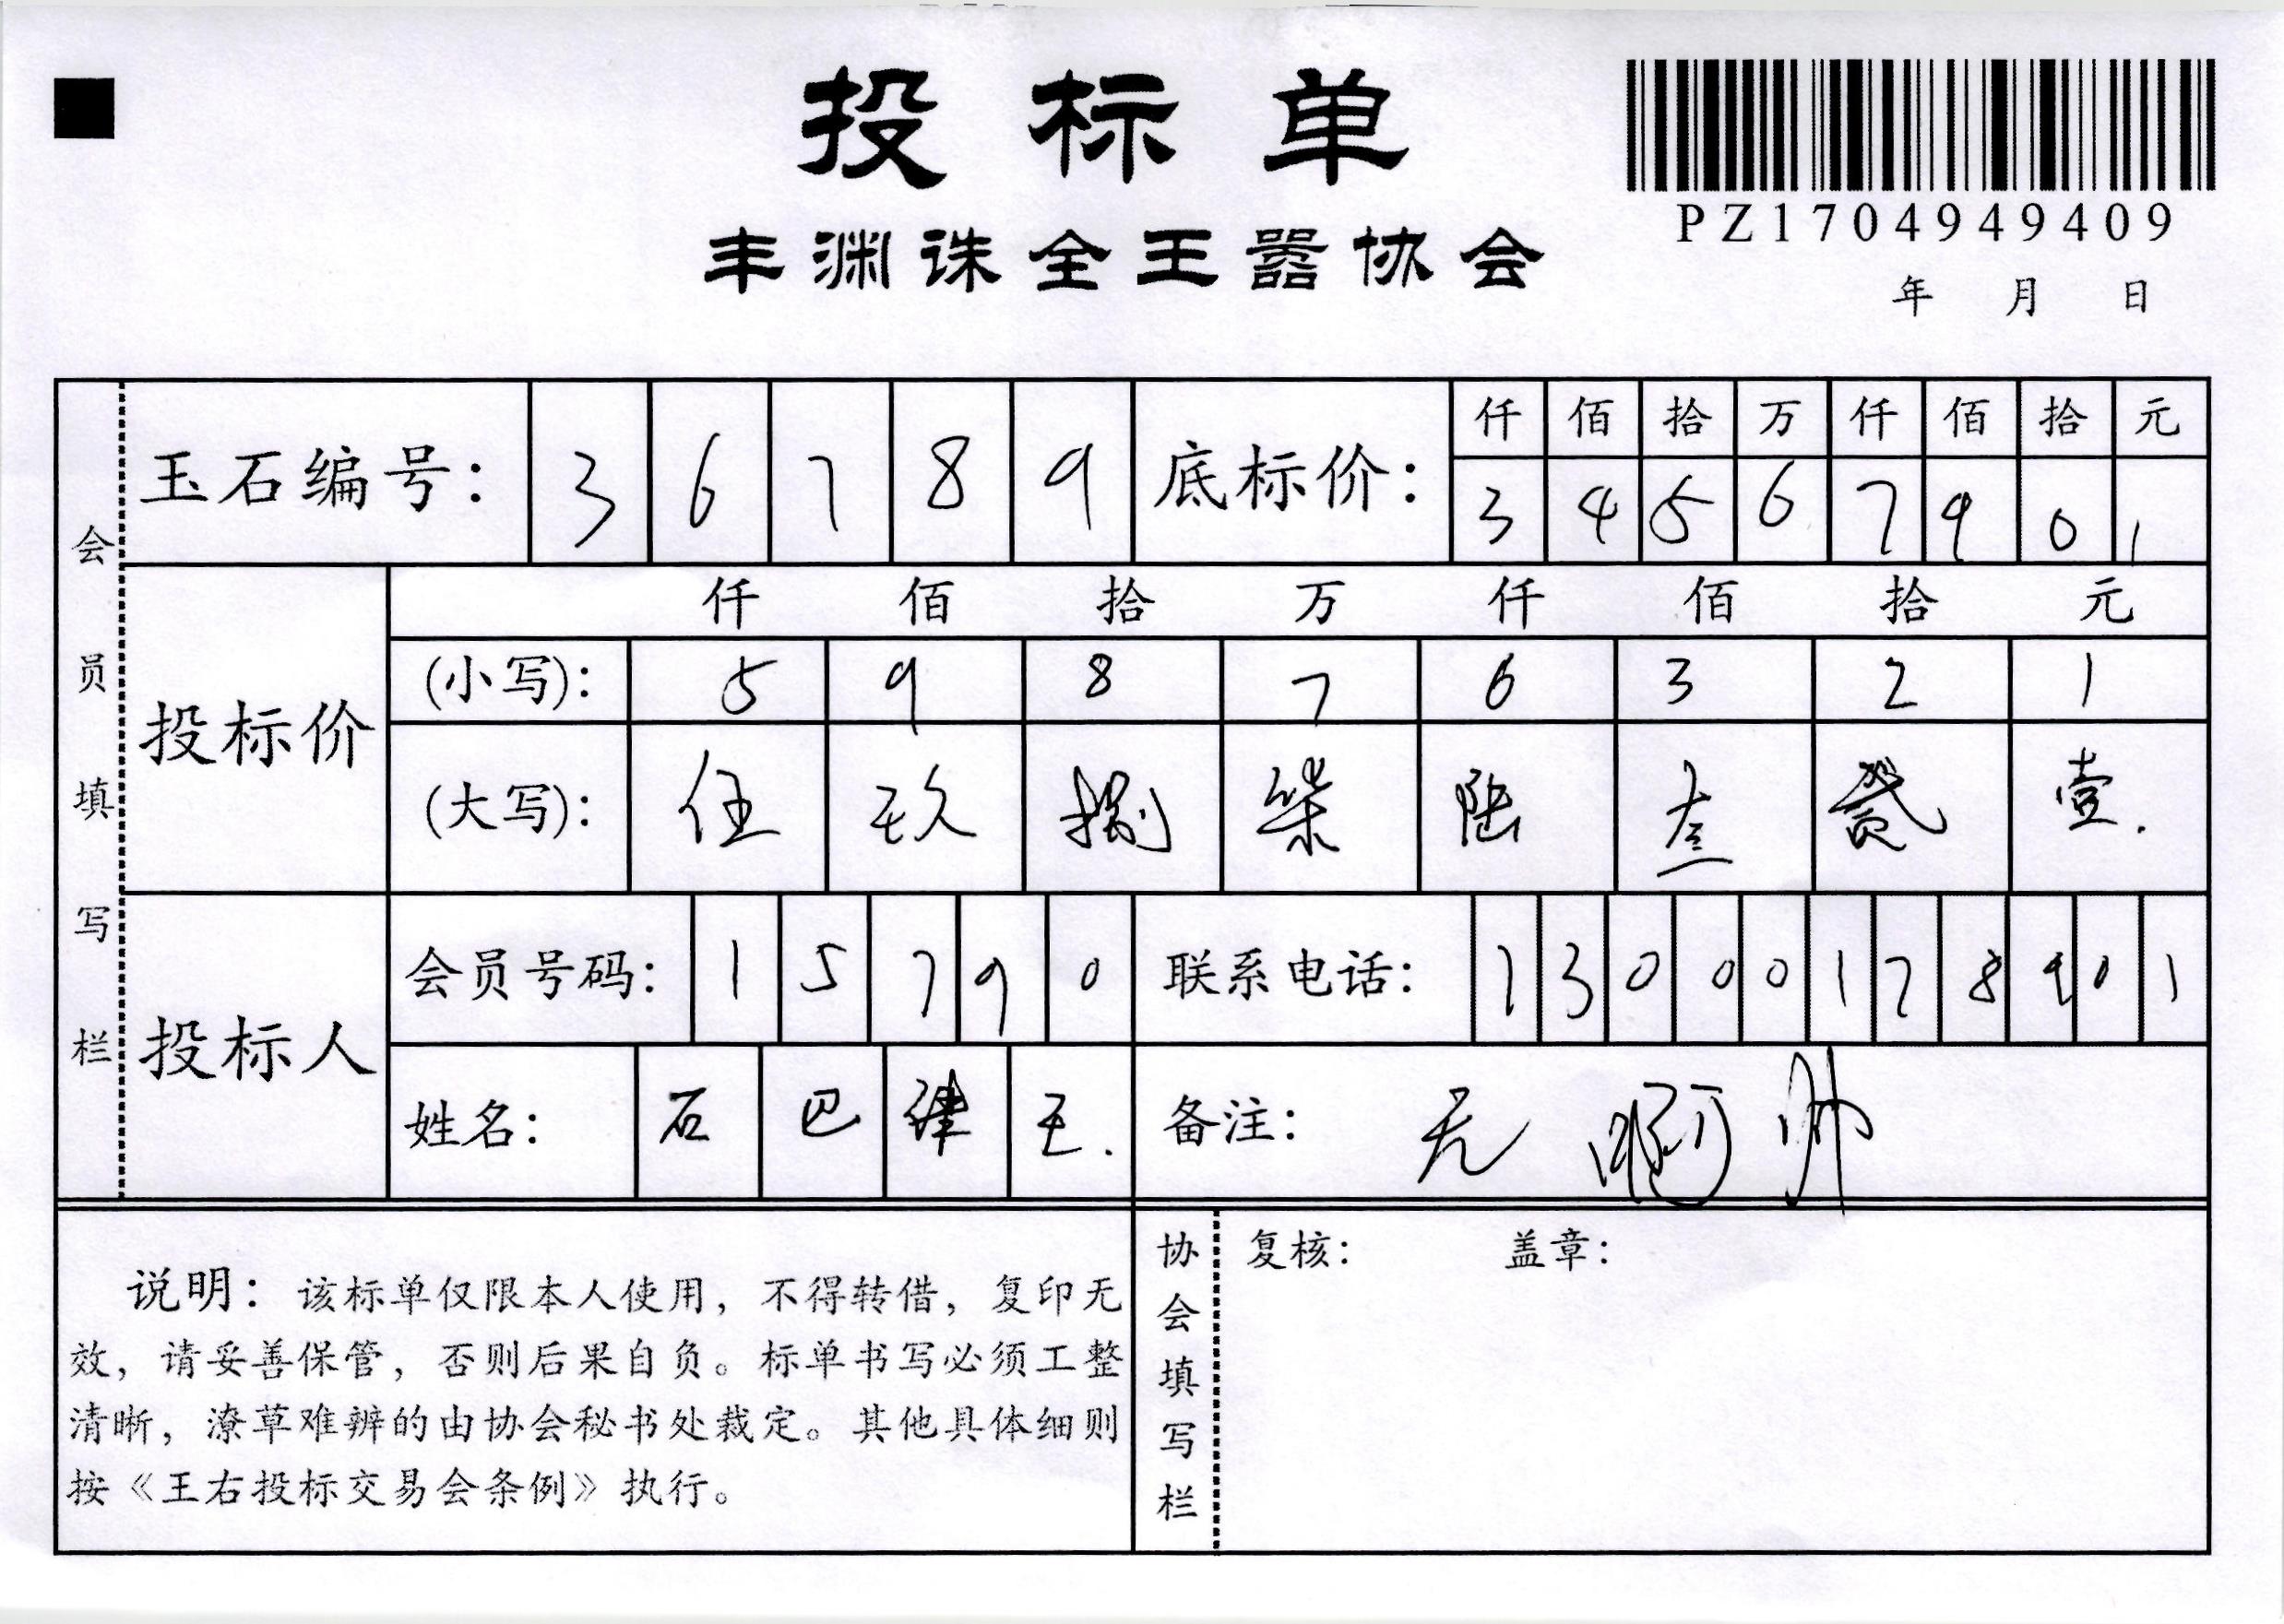 投标单
PZ1704949409
丰渊诛全王嚣协会
年 月 日
会员填写栏
玉石编号: 3 6 7 8 9 底标价: 仟 佰 拾 万 仟 佰 拾 元
3 4 5 6 7 9 0 1
投标价 仟 佰 拾 万 仟 佰 拾 元
(小写): 5 9 8 7 6 3 2 1
(大写): 伍 玖 捌 柒 陆 叁 贰 壹.
投标人 会员号码: 1 5 7 9 0 联系电话: 1 3 0 0 0 1 7 8 9 0 1
姓名: 石 巴 肆 王. 备注: 无 啊 帅
说明: 该标单仅限本人使用, 不得转借, 复印无
效, 请妥善保管, 否则后果自负。标单书写必须工整
清晰, 潦草难辨的由协会秘书处裁定。其他具体细则
按《王右投标交易会条例》执行。
协会填写栏
复核: 盖章: